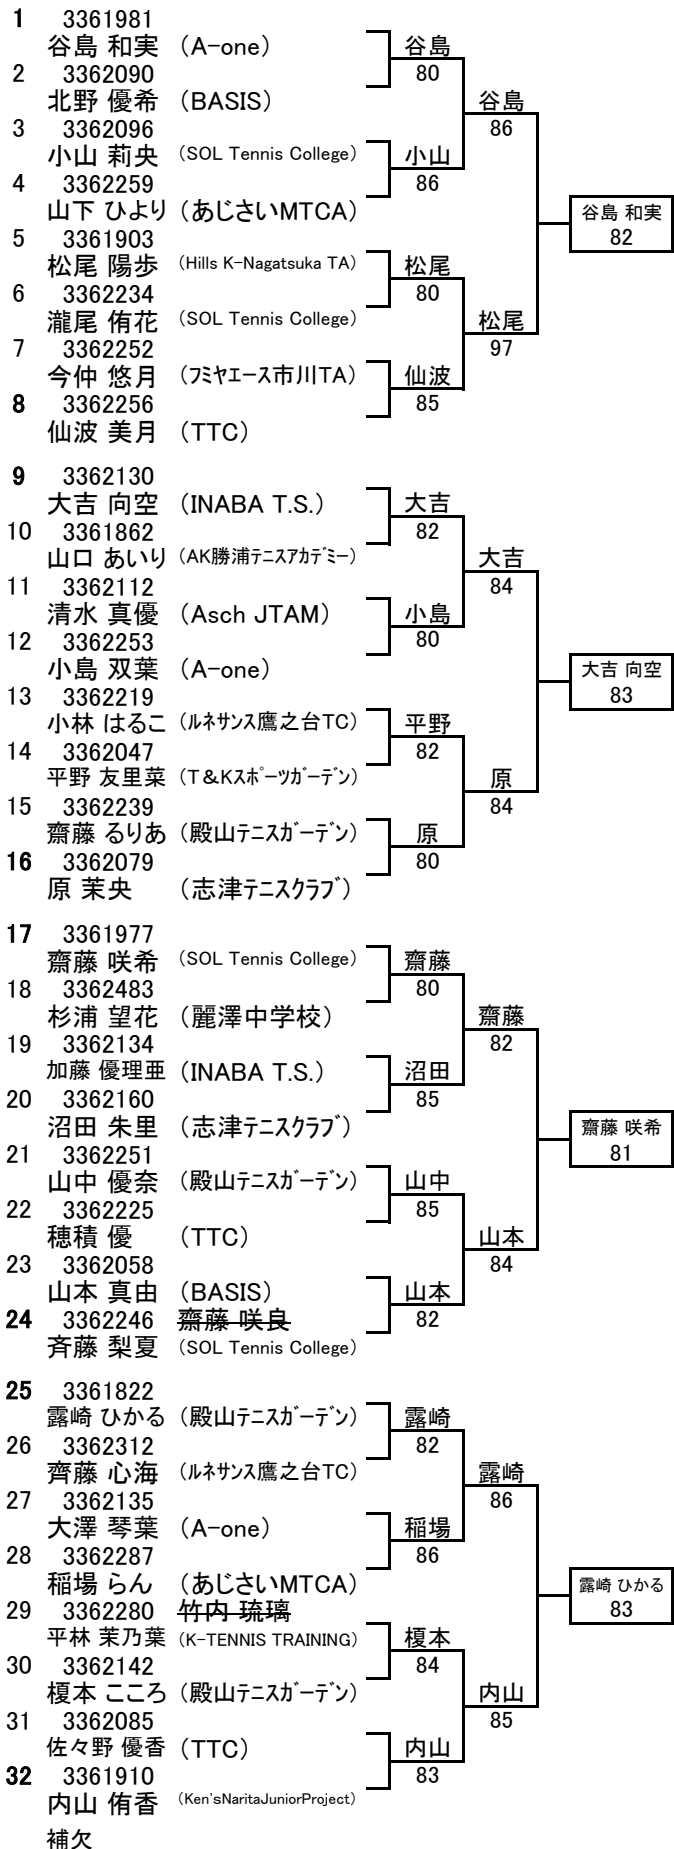 1 3361981
谷島 和実 (A-one) 谷島
2 3362090 80
北野 優希 (BASIS) 谷島
3 3362096 86
小山 莉央 (SOL Tennis College) 小山
4 3362259 86
山下 ひより (あじさいMTCA) 谷島 和実
5 3361903 82
松尾 陽歩 (Hills K-Nagatsuka TA) 松尾
6 3362234 80
瀧尾 侑花 (SOL Tennis College) 松尾
7 3362252 97
今仲 悠月 (フミヤエース市川TA) 仙波
8 3362256 85
仙波 美月 (TTC)
9 3362130
大吉 向空 (INABA T.S.) 大吉
10 3361862 82
山口 あいり (AK勝浦テニスアカデミー) 大吉
11 3362112 84
清水 真優 (Asch JTAM) 小島
12 3362253 80
小島 双葉 (A-one) 大吉 向空
13 3362219 83
小林 はるこ (ルネサンス鷹之台TC) 平野
14 3362047 82
平野 友里菜 (T&Kスポーツガーデン) 原
15 3362239 84
齋藤 るりあ (殿山テニスガーデン) 原
16 3362079 80
原 茉央 (志津テニスクラブ)
17 3361977
齋藤 咲希 (SOL Tennis College) 齋藤
18 3362483 80
杉浦 望花 (麗澤中学校) 齋藤
19 3362134 82
加藤 優理亜 (INABA T.S.) 沼田
20 3362160 85
沼田 朱里 (志津テニスクラブ) 齋藤 咲希
21 3362251 81
山中 優奈 (殿山テニスガーデン) 山中
22 3362225 85
穂積 優 (TTC) 山本
23 3362058 84
山本 真由 (BASIS) 山本
24 3362246 齋藤 咲良 82
斉藤 梨夏 (SOL Tennis College)
25 3361822
露崎 ひかる (殿山テニスガーデン) 露崎
26 3362312 82
齊藤 心海 (ルネサンス鷹之台TC) 露崎
27 3362135 86
大澤 琴葉 (A-one) 稲場
28 3362287 86
稲場 らん (あじさいMTCA) 露崎 ひかる
29 3362280 竹内 琉璃 83
平林 茉乃葉 (K-TENNIS TRAINING) 榎本
30 3362142 84
榎本 こころ (殿山テニスガーデン) 内山
31 3362085 85
佐々野 優香 (TTC) 内山
32 3361910 83
内山 侑香 (Ken'sNaritaJuniorProject)
補欠